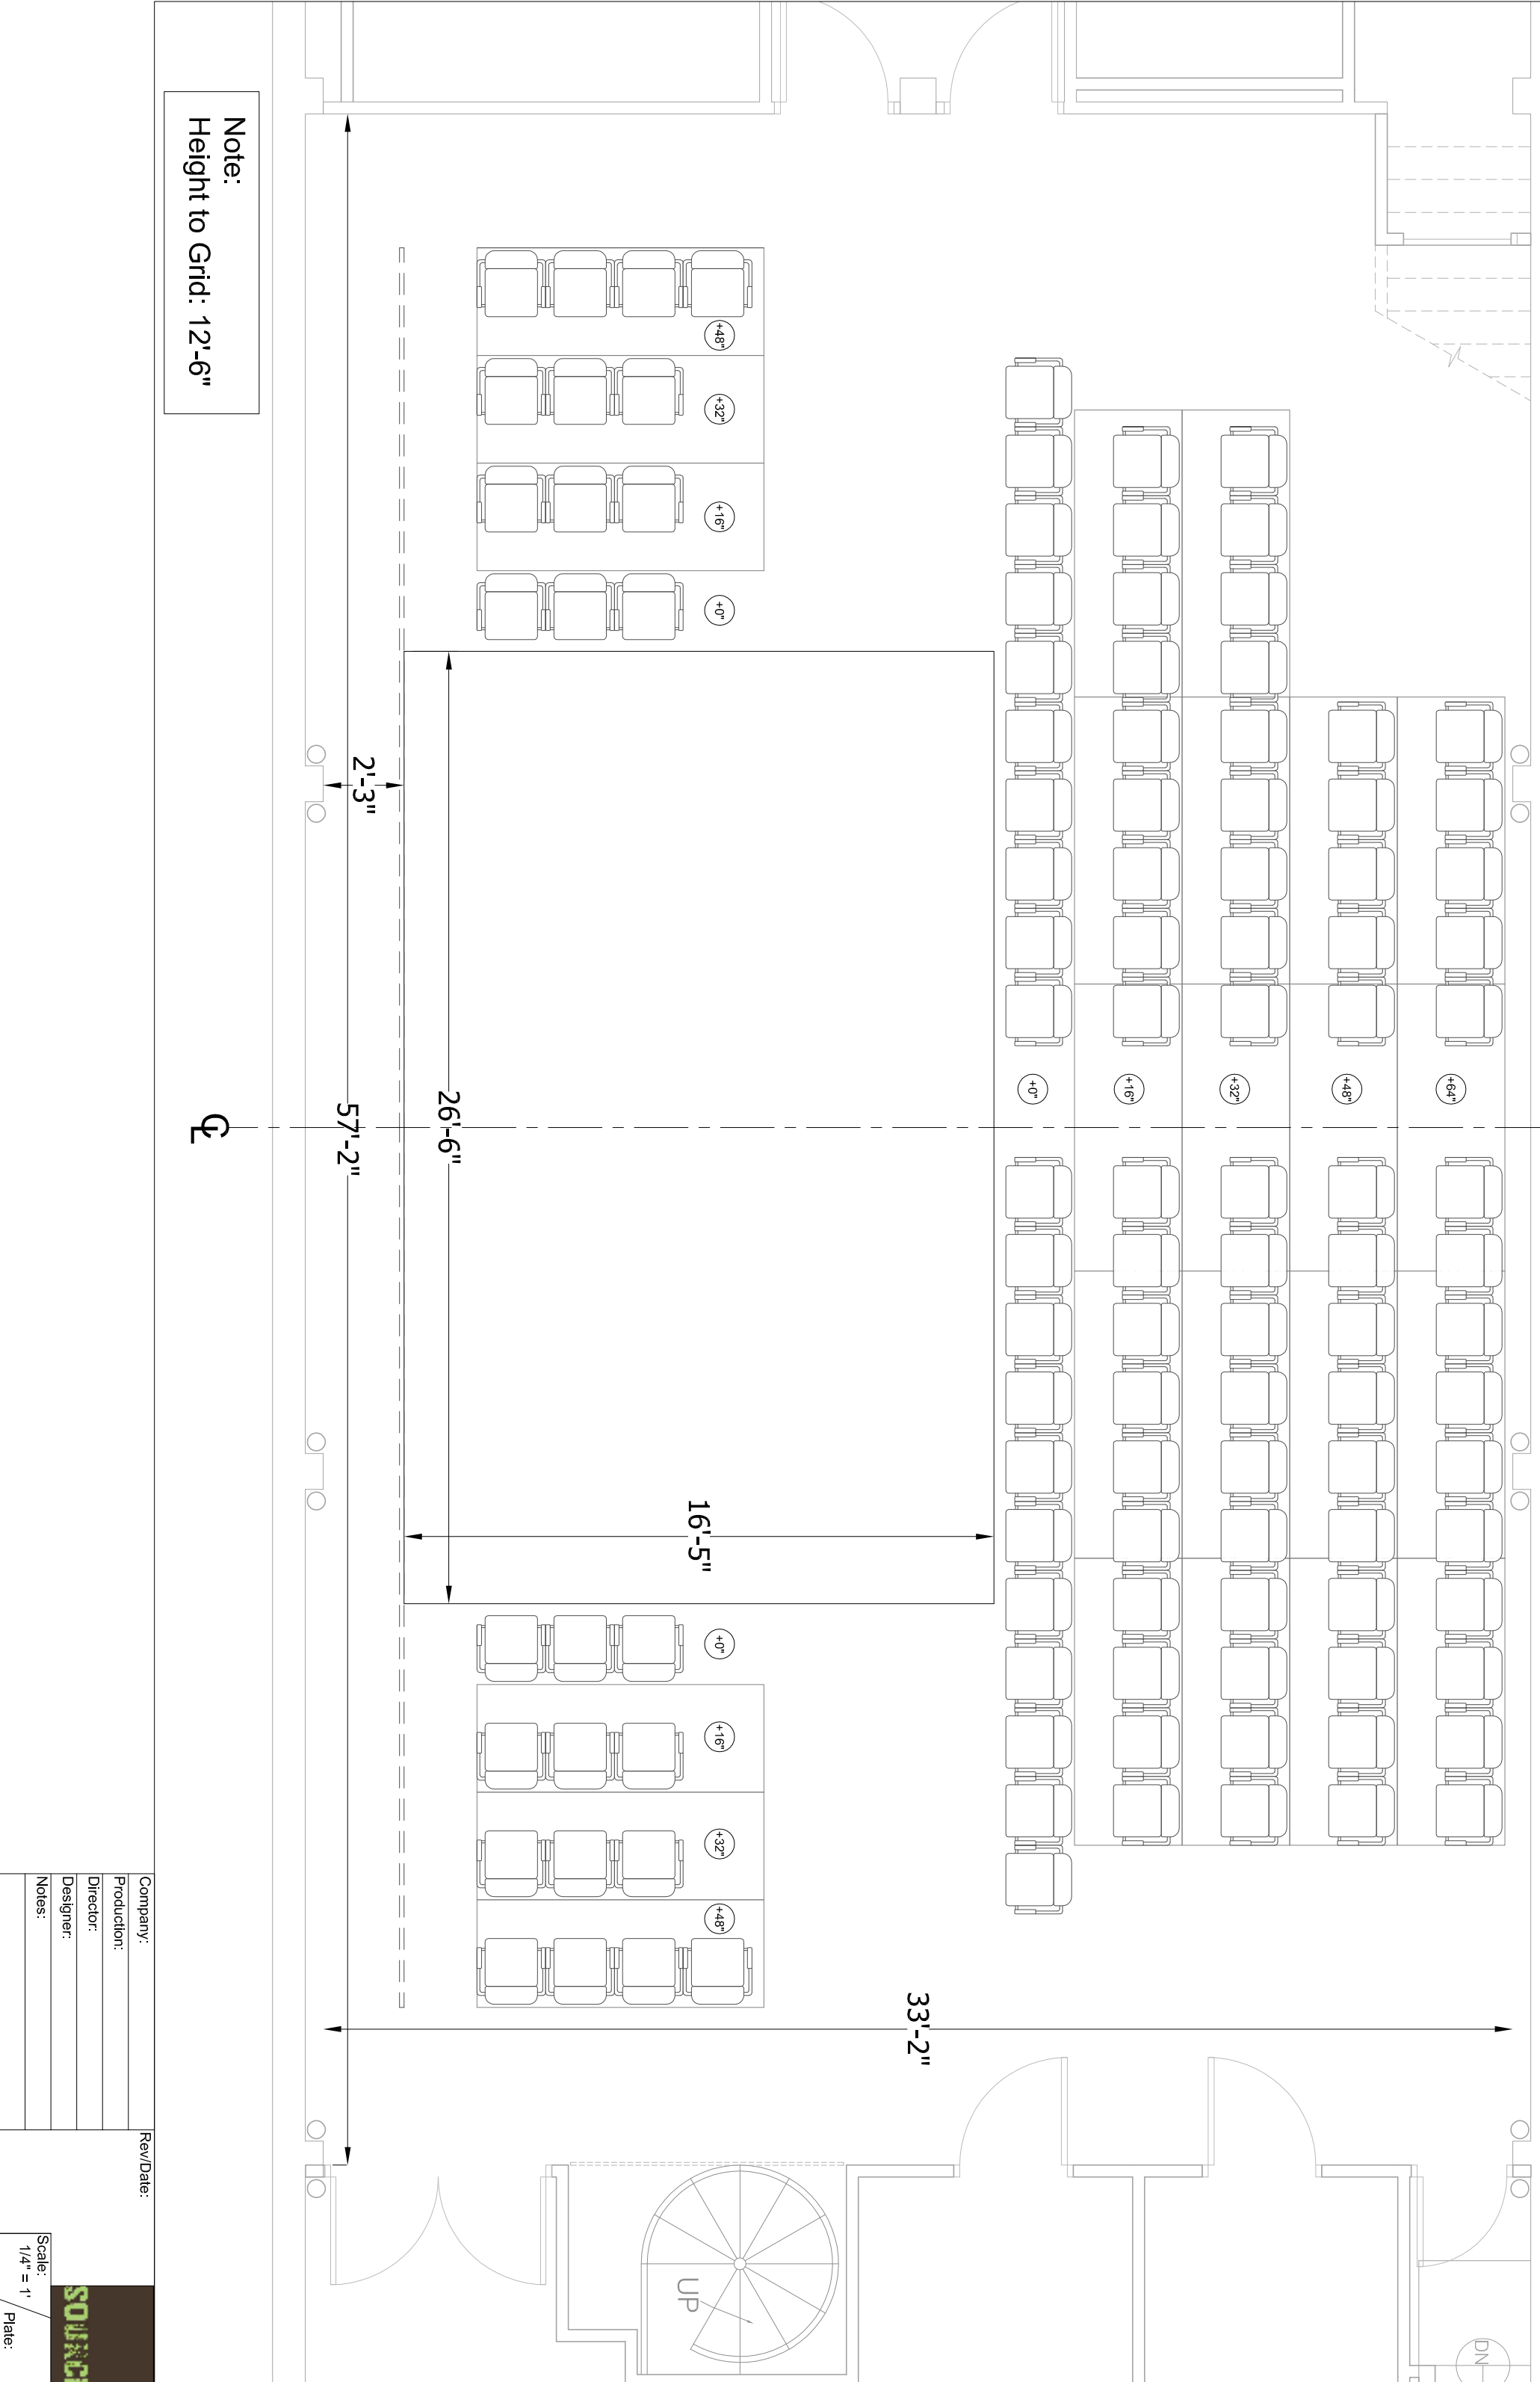 Note:
Height to Grid: 12'-6"
+48"
+32"
+16"
+0"
+0"
+16"
+32"
+48"
+64"
2'-3"
57'-2"
26'-6"
16'-5"
CL
+0"
+16"
+32"
+48"
33'-2"
UP
DN
Company:
Production:
Director:
Designer:
Notes:
Rev/Date:
Scale:
1/4" = 1'
Plate: